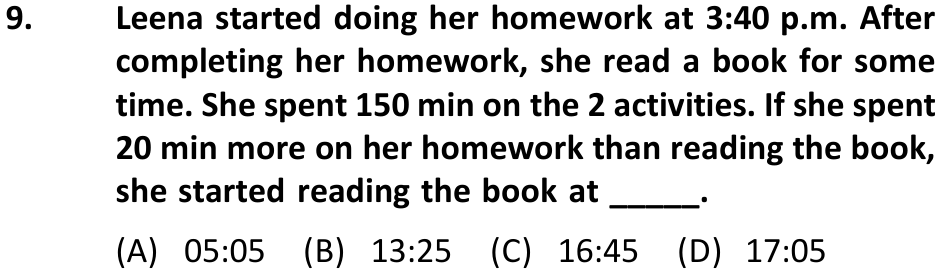 9. Leena started doing her homework at 3:40 p.m. After
completing her homework, she read a book for some
time. She spent 150 min on the 2 activities. If she spent
20 min more on her homework than reading the book,
she started reading the book at _____.
(A) 05:05 (B) 13:25 (C) 16:45 (D) 17:05